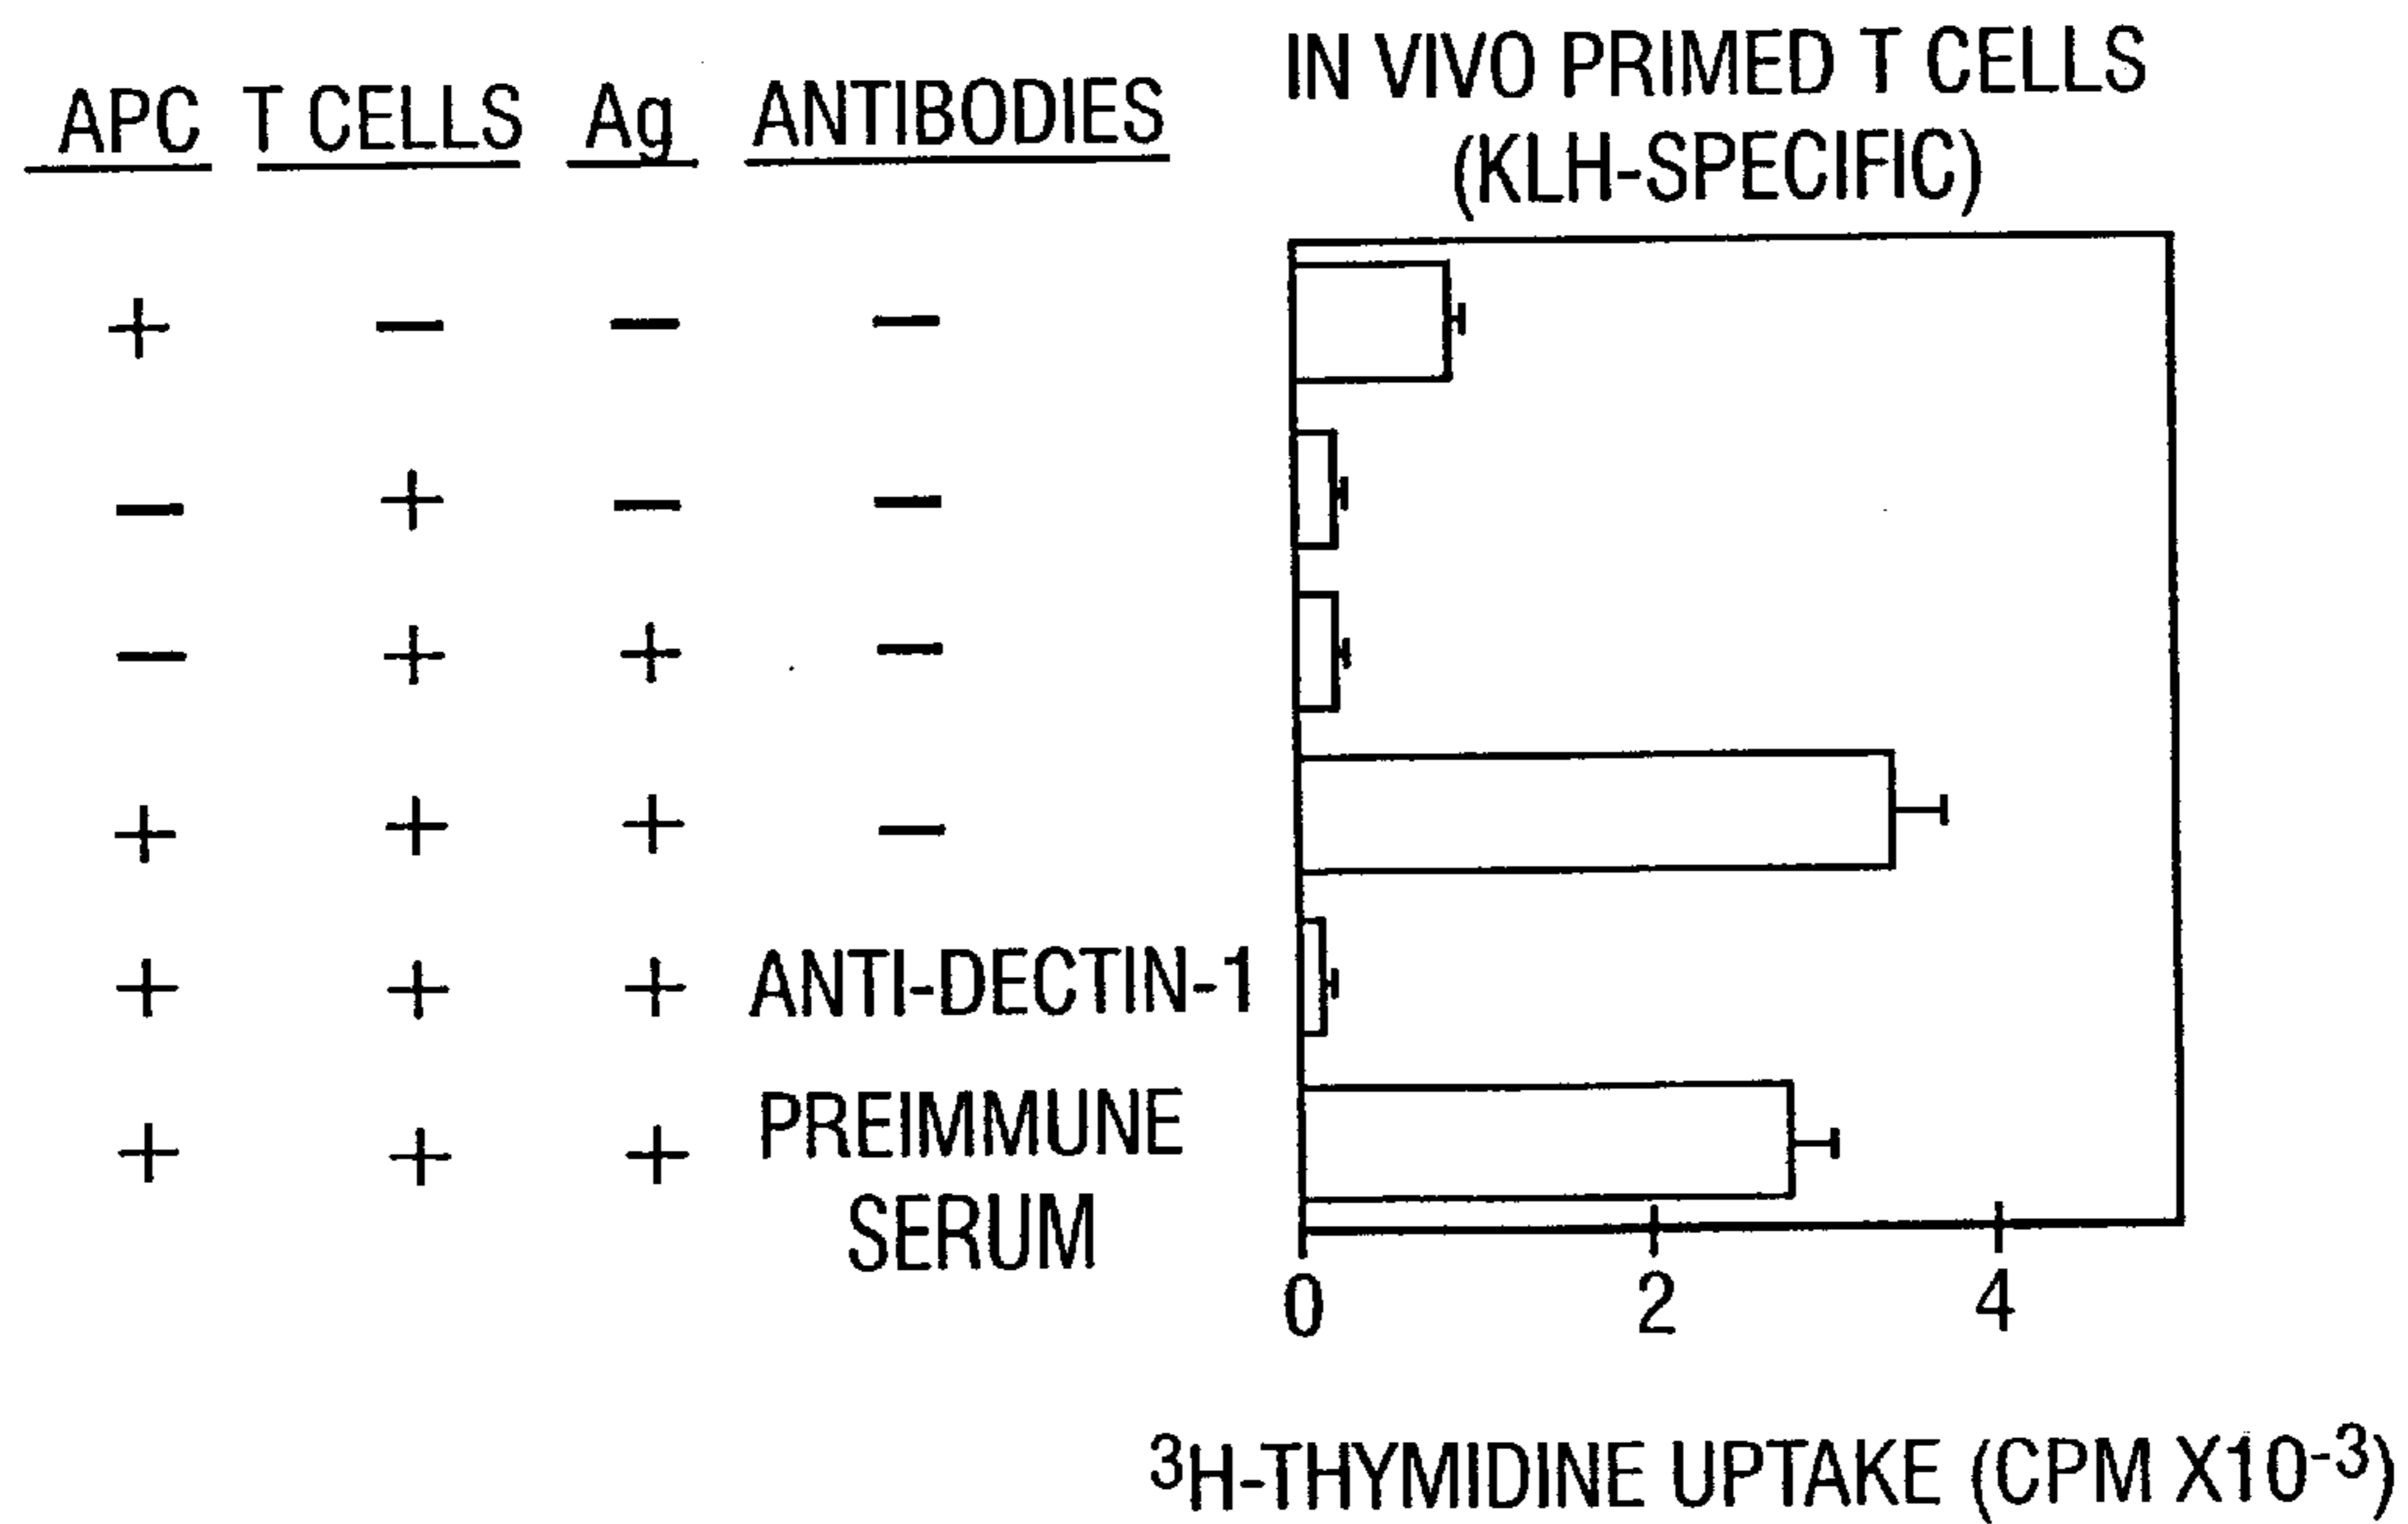 IN VIVO PRIMED T CELLS
(KLH-SPECIFIC)
APC T CELLS Ag ANTIBODIES
+ − − −
− + − −
− + + −
+ + + −
+ + + ANTI-DECTIN-1
+ + + PREIMMUNE
SERUM
0 2 4
³H-THYMIDINE UPTAKE (CPM X10⁻³)